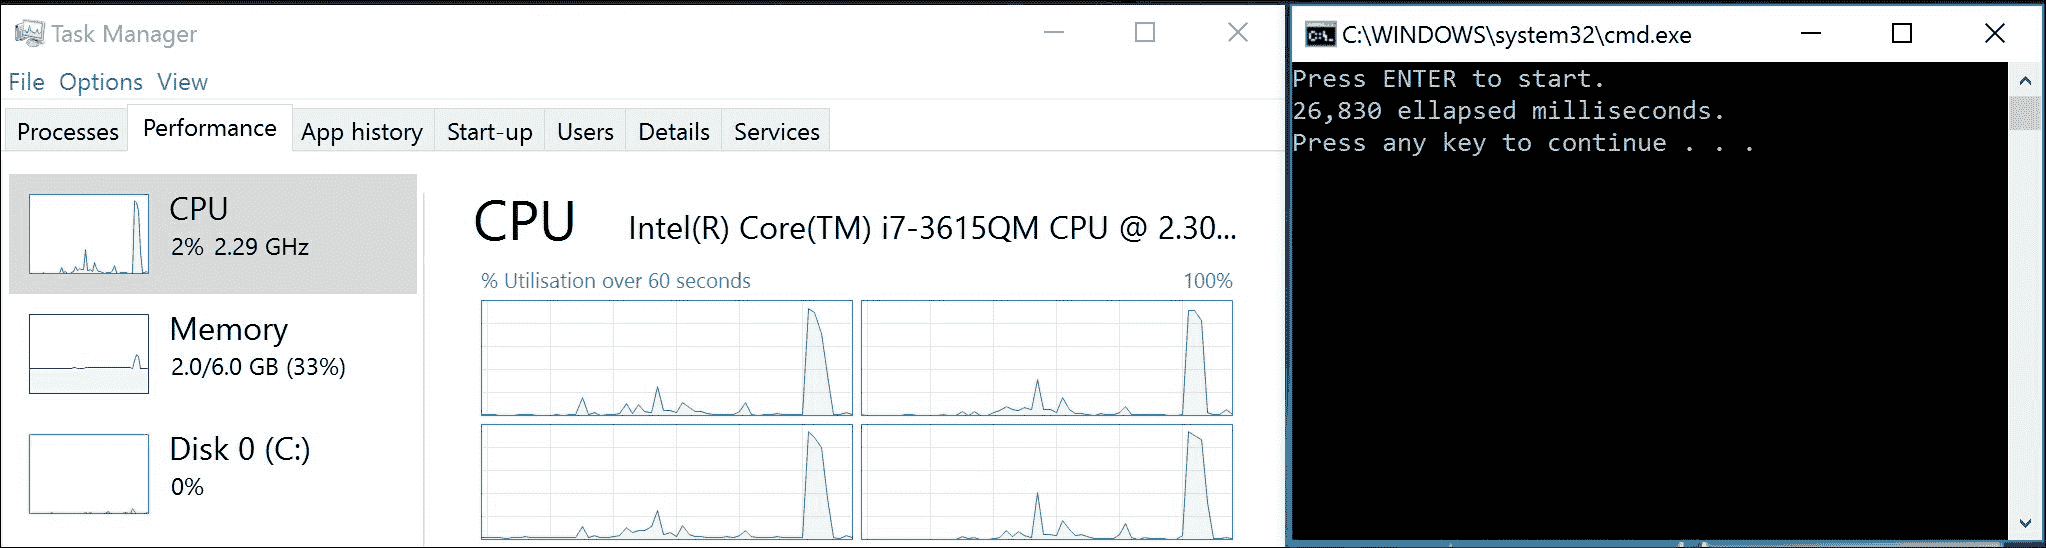 Task Manager
File Options View
Processes Performance App history Start-up Users Details Services
CPU
2% 2.29 GHz
Memory
2.0/6.0 GB (33%)
Disk 0 (C:)
0%
CPU Intel(R) Core(TM) i7-3615QM CPU @ 2.30...
% Utilisation over 60 seconds 100%
C:\WINDOWS\system32\cmd.exe
Press ENTER to start.
26,830 ellapsed milliseconds.
Press any key to continue . . .